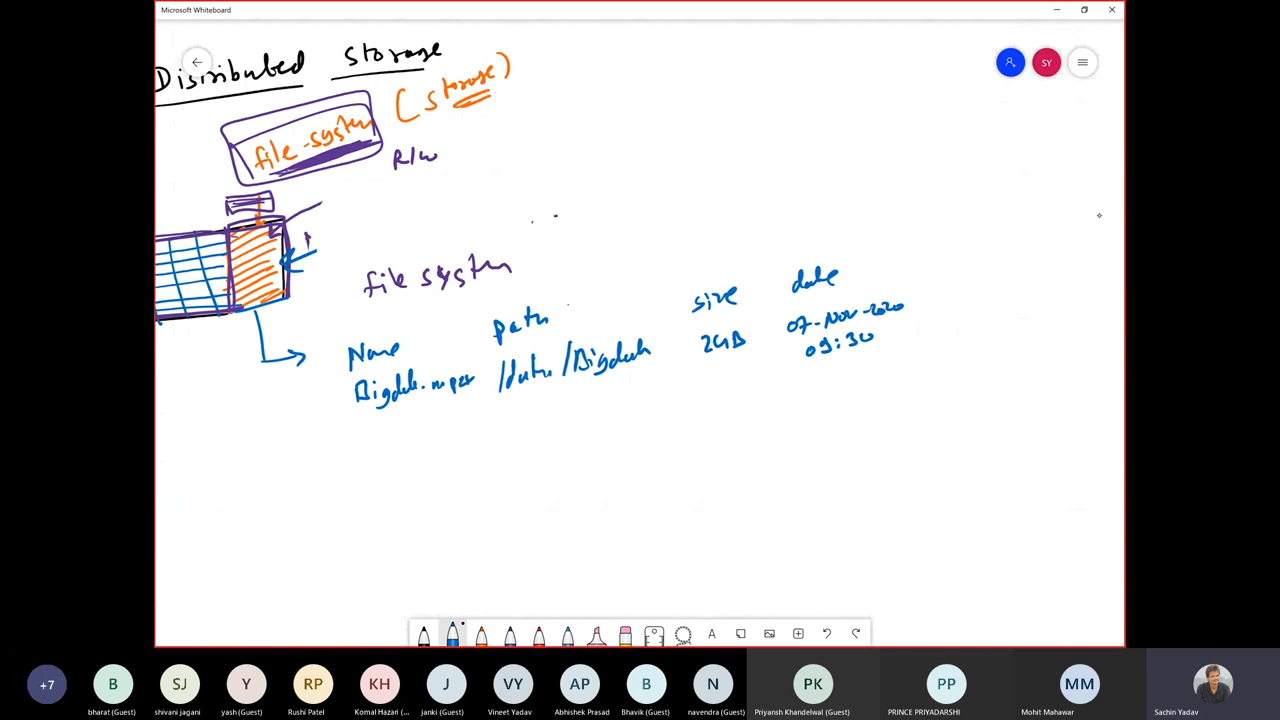 Microsoft Whiteboard
Distributed storage
(storage)
file-system
R/W
file system
Name path size date
/data/Bigdata 2GB 07-Nov-2020
09:30
SY
A
+7 B SJ Y RP KH J VY AP B N PK PP MM
bharat (Guest) shivani jagani yash (Guest) Rushi Patel Komal Hazari (... janki (Guest) Vineet Yadav Abhishek Prasad Bhavik (Guest) navendra (Guest) Priyansh Khandelwal (Guest) PRINCE PRIYADARSHI Mohit Mahawar Sachin Yadav